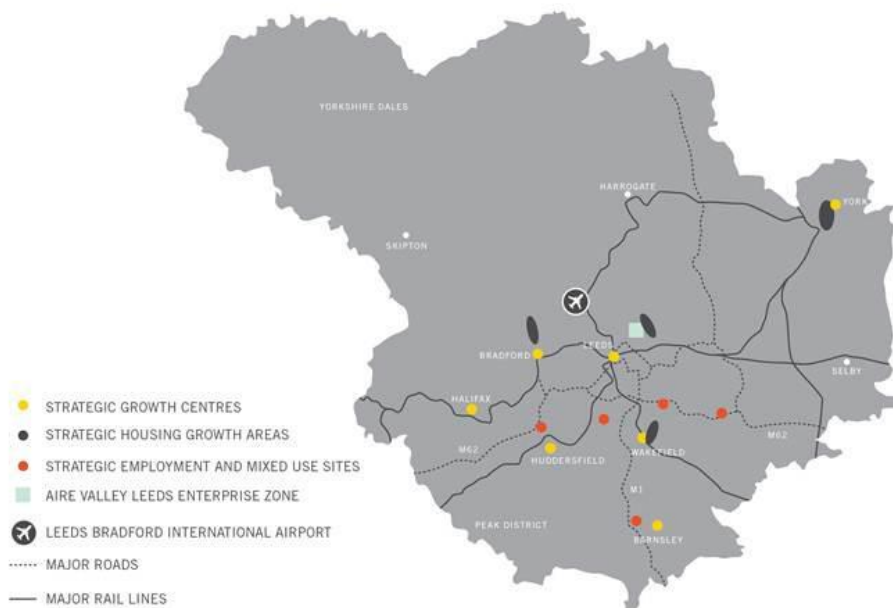 YORKSHIRE DALES
HARROGATE
YORK
SKIPTON
LEEDS
BRADFORD
SELBY
HALIFAX
M62
HUDDERSFIELD
WAKEFIELD
M62
M1
PEAK DISTRICT
BARNSLEY
STRATEGIC GROWTH CENTRES
STRATEGIC HOUSING GROWTH AREAS
STRATEGIC EMPLOYMENT AND MIXED USE SITES
AIRE VALLEY LEEDS ENTERPRISE ZONE
LEEDS BRADFORD INTERNATIONAL AIRPORT
MAJOR ROADS
MAJOR RAIL LINES